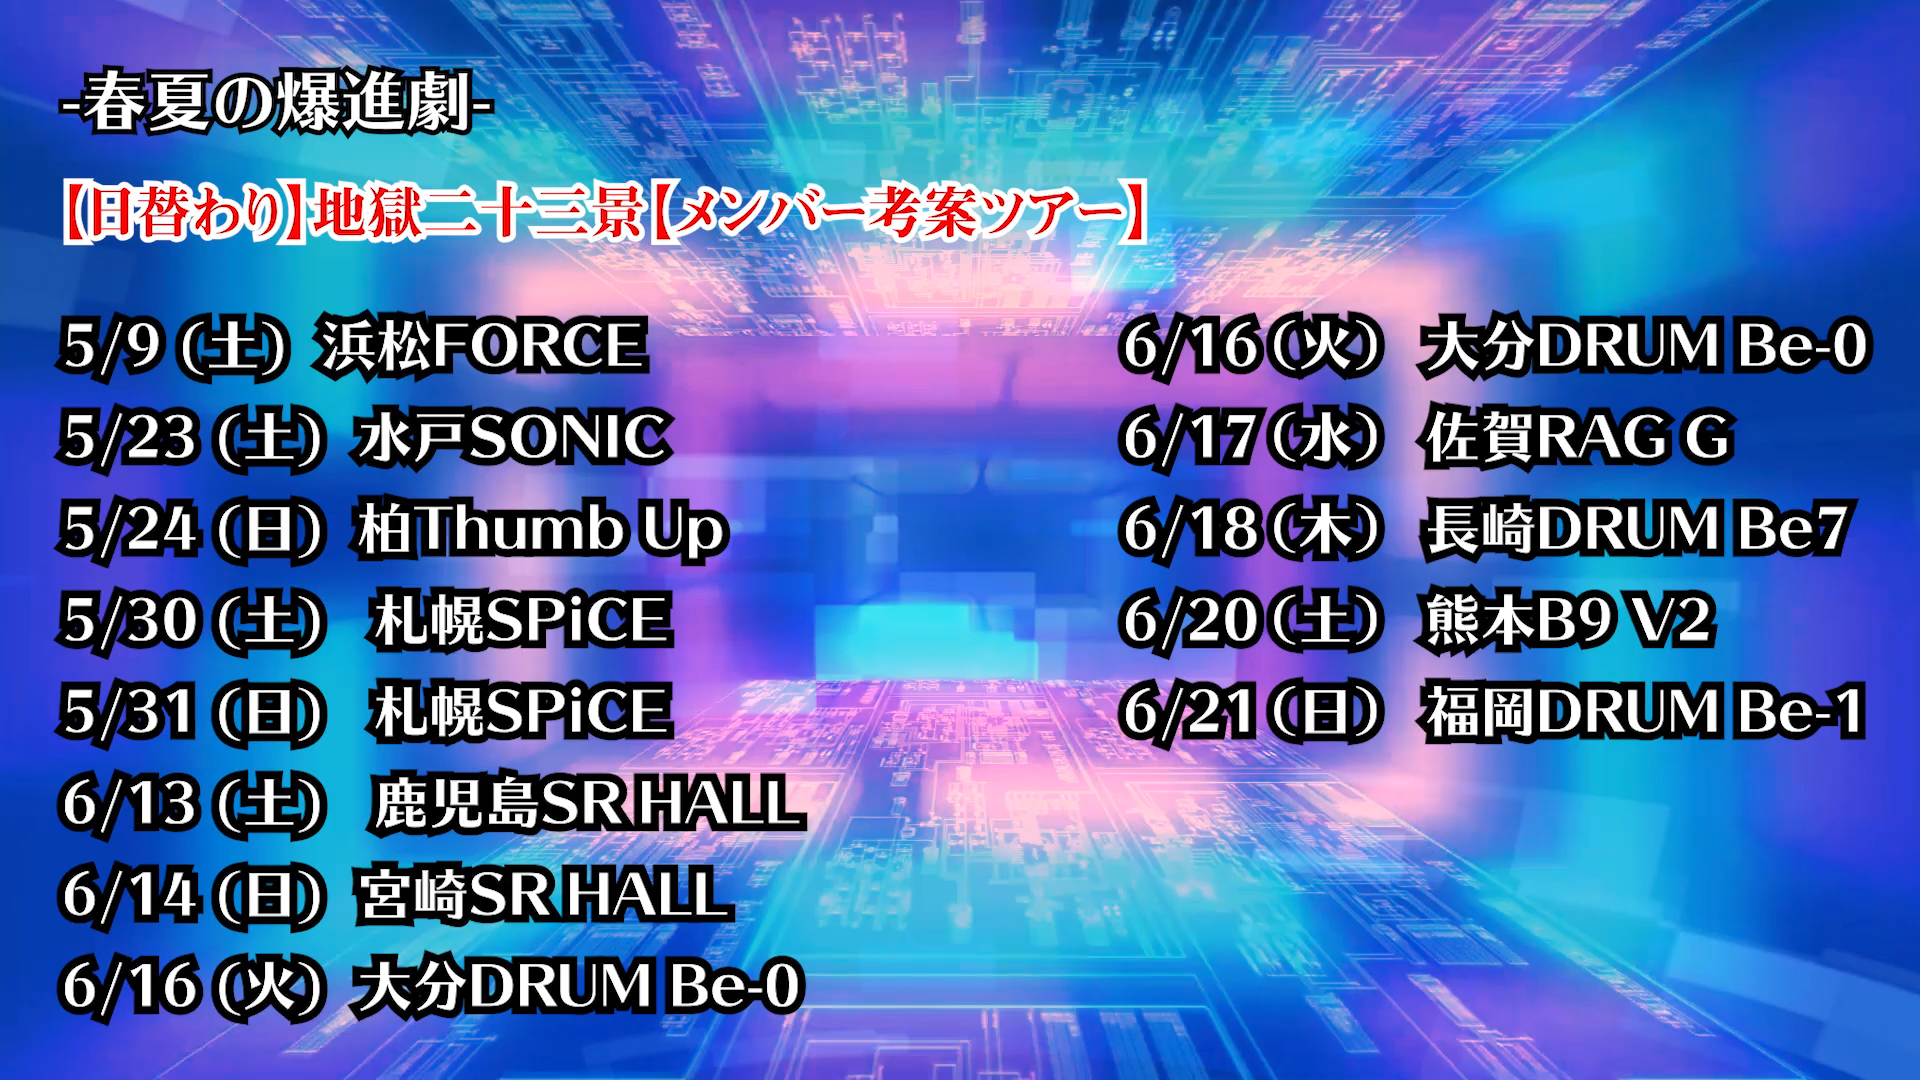 -春夏の爆進劇-
【日替わり】地獄二十三景【メンバー考案ツアー】
5/9 (土) 浜松FORCE
5/23 (土) 水戸SONIC
5/24 (日) 柏Thumb Up
5/30 (土) 札幌SPiCE
5/31 (日) 札幌SPiCE
6/13 (土) 鹿児島SR HALL
6/14 (日) 宮崎SR HALL
6/16 (火) 大分DRUM Be-0
6/16（火） 大分DRUM Be-0
6/17（水） 佐賀RAG G
6/18（木） 長崎DRUM Be7
6/20（土） 熊本B9 V2
6/21（日） 福岡DRUM Be-1